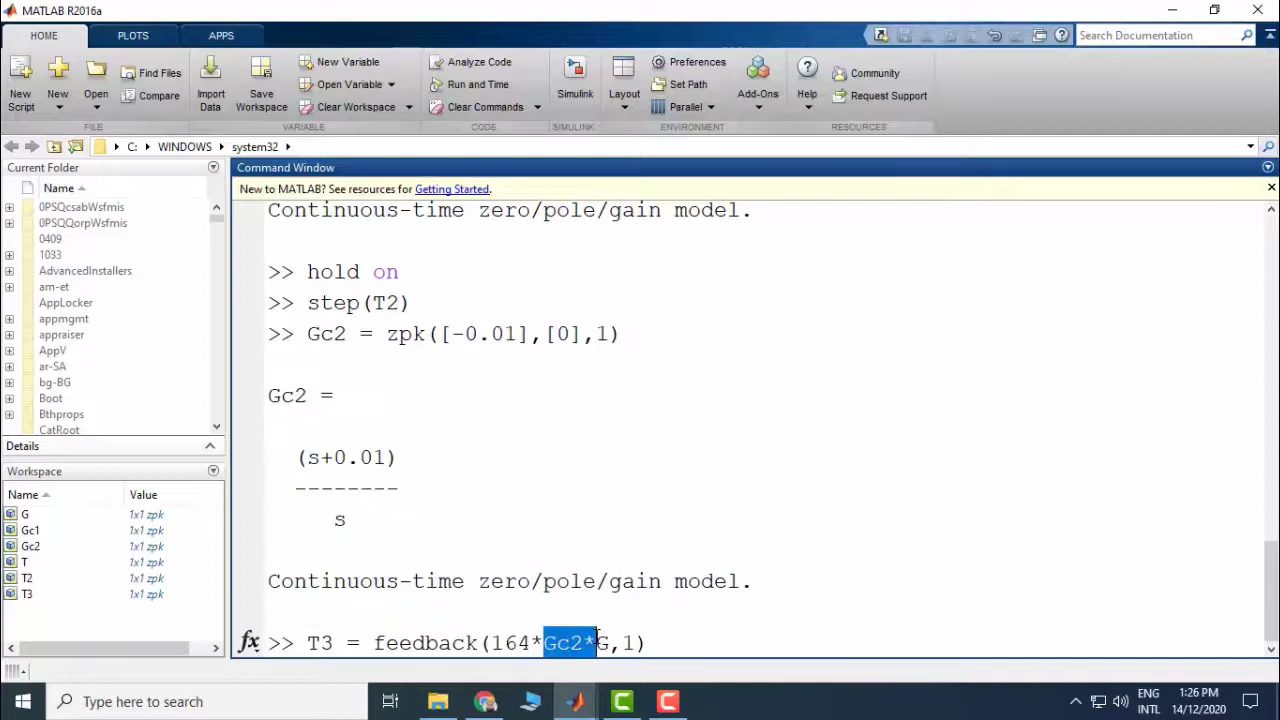 MATLAB R2016a
HOME
PLOTS
APPS
Search Documentation
New Script
New
Open
Find Files
Compare
Import Data
Save Workspace
New Variable
Open Variable
Clear Workspace
Analyze Code
Run and Time
Clear Commands
Simulink
Layout
Preferences
Set Path
Parallel
Add-Ons
Help
Community
Request Support
FILE
VARIABLE
CODE
SIMULINK
ENVIRONMENT
RESOURCES
C:
WINDOWS
system32
Current Folder
Name
0PSQcsabWsfmis
0PSQQorpWsfmis
0409
1033
AdvancedInstallers
am-et
AppLocker
appmgmt
appraiser
AppV
ar-SA
bg-BG
Boot
Bthprops
CatRoot
Details
Workspace
Name Value
G 1x1 zpk
Gc1 1x1 zpk
Gc2 1x1 zpk
T 1x1 zpk
T2 1x1 zpk
T3 1x1 zpk
Command Window
New to MATLAB? See resources for Getting Started.
Continuous-time zero/pole/gain model.
>> hold on
>> step(T2)
>> Gc2 = zpk([-0.01],[0],1)
Gc2 =
(s+0.01)
--------
s
Continuous-time zero/pole/gain model.
fx >> T3 = feedback(164*Gc2*G,1)
Type here to search
ENG
INTL
1:26 PM
14/12/2020